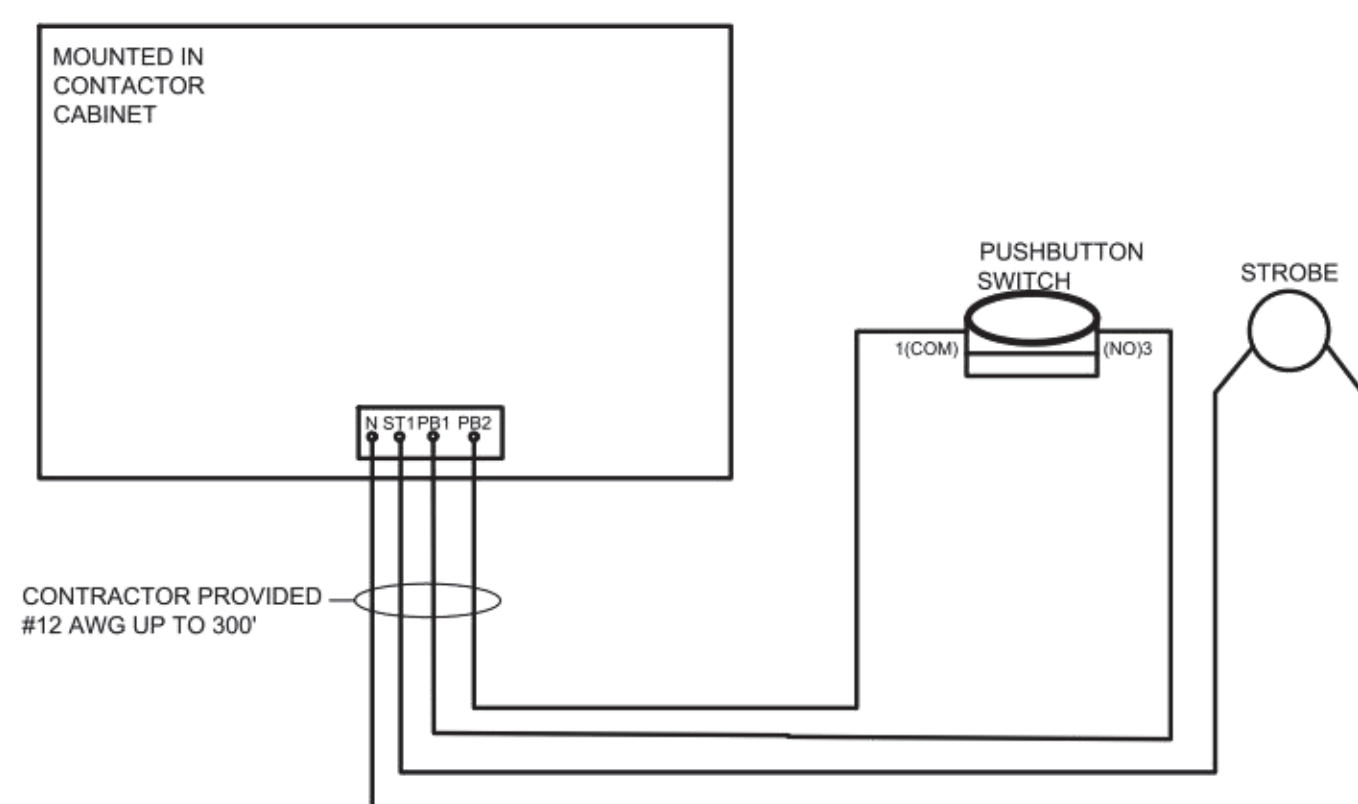 MOUNTED IN
CONTACTOR
CABINET
PUSHBUTTON
SWITCH
STROBE
1(COM)
(NO)3
N ST1 PB1 PB2
CONTRACTOR PROVIDED
#12 AWG UP TO 300'